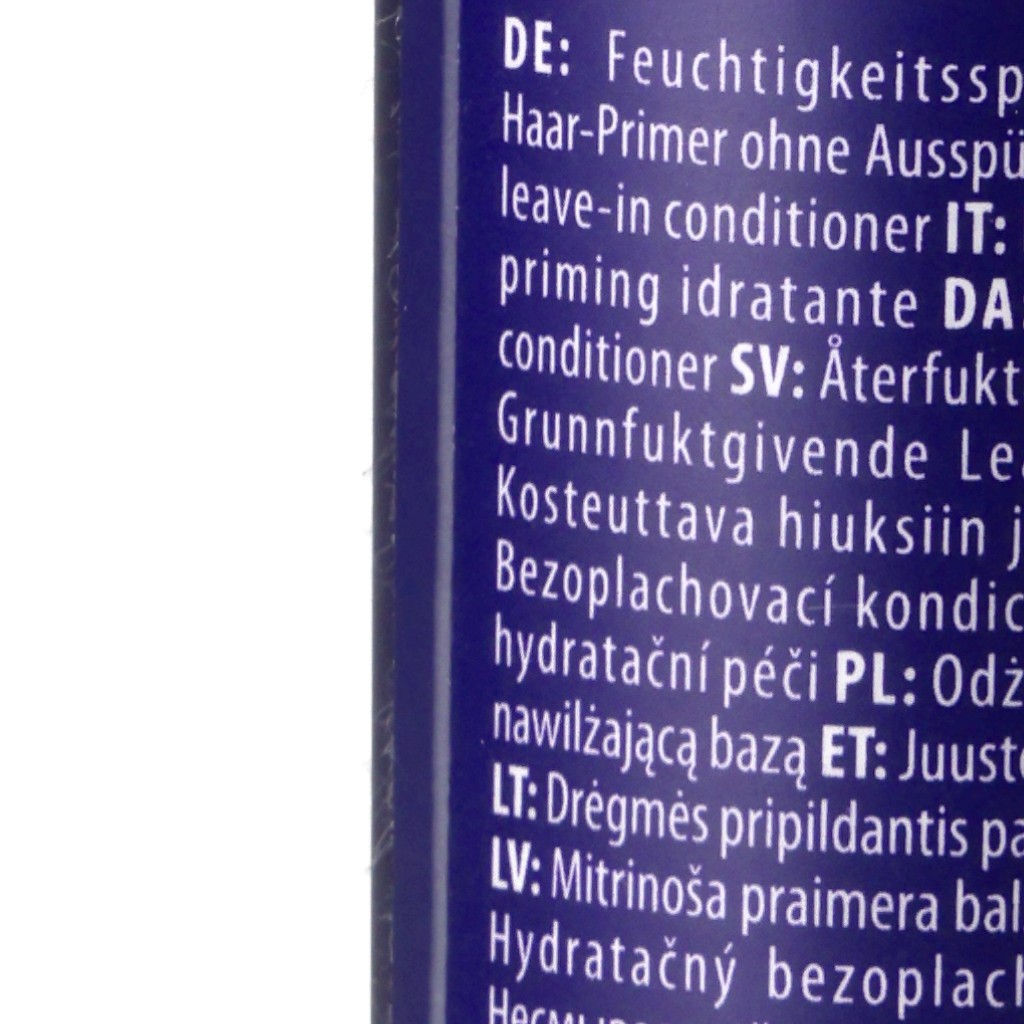 DE: Feuchtigkeitssp
Haar-Primer ohne Ausspü
leave-in conditioner IT:
priming idratante DA
conditioner SV: Återfukt
Grunnfuktgivende Le
Kosteuttava hiuksiin j
Bezoplachovací kondic
hydratační péči PL: Odż
nawilżającą bazą ET: Juust
LT: Drėgmės pripildantis pa
LV: Mitrinoša praimera bal
Hydratačný bezoplach